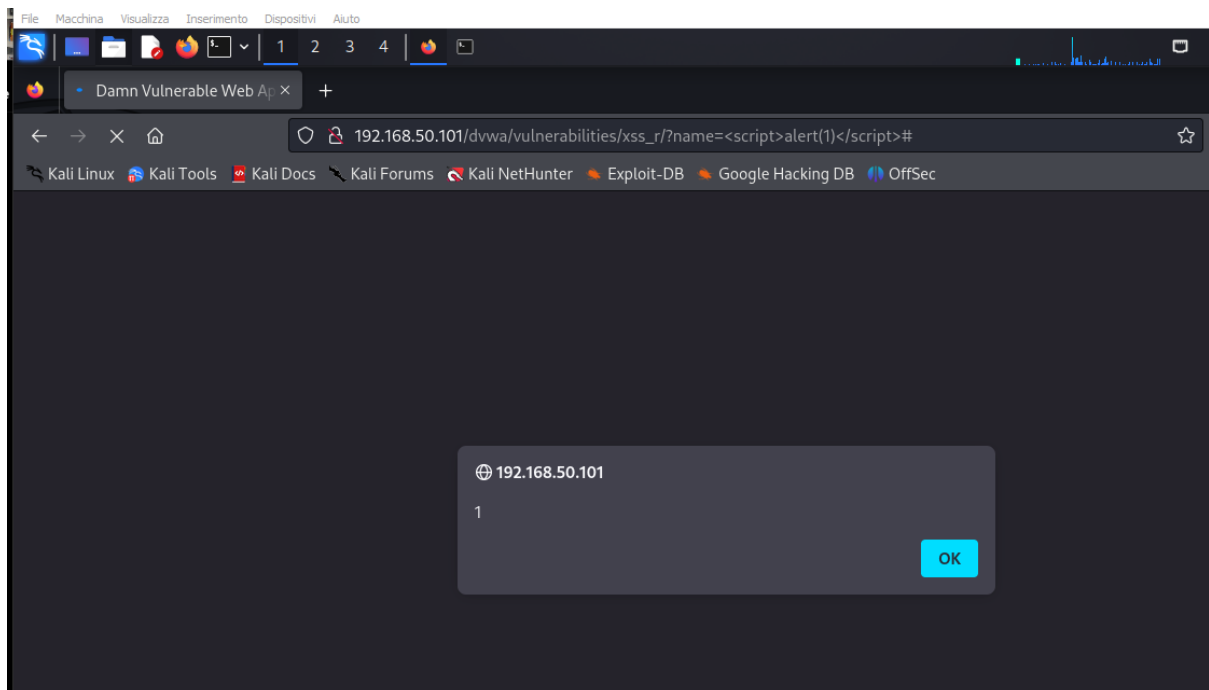 File Macchina Visualizza Inserimento Dispositivi Aiuto
1 2 3 4
Damn Vulnerable Web Ap
192.168.50.101/dvwa/vulnerabilities/xss_r/?name=<script>alert(1)</script>#
Kali Linux Kali Tools Kali Docs Kali Forums Kali NetHunter Exploit-DB Google Hacking DB OffSec
192.168.50.101
1
OK